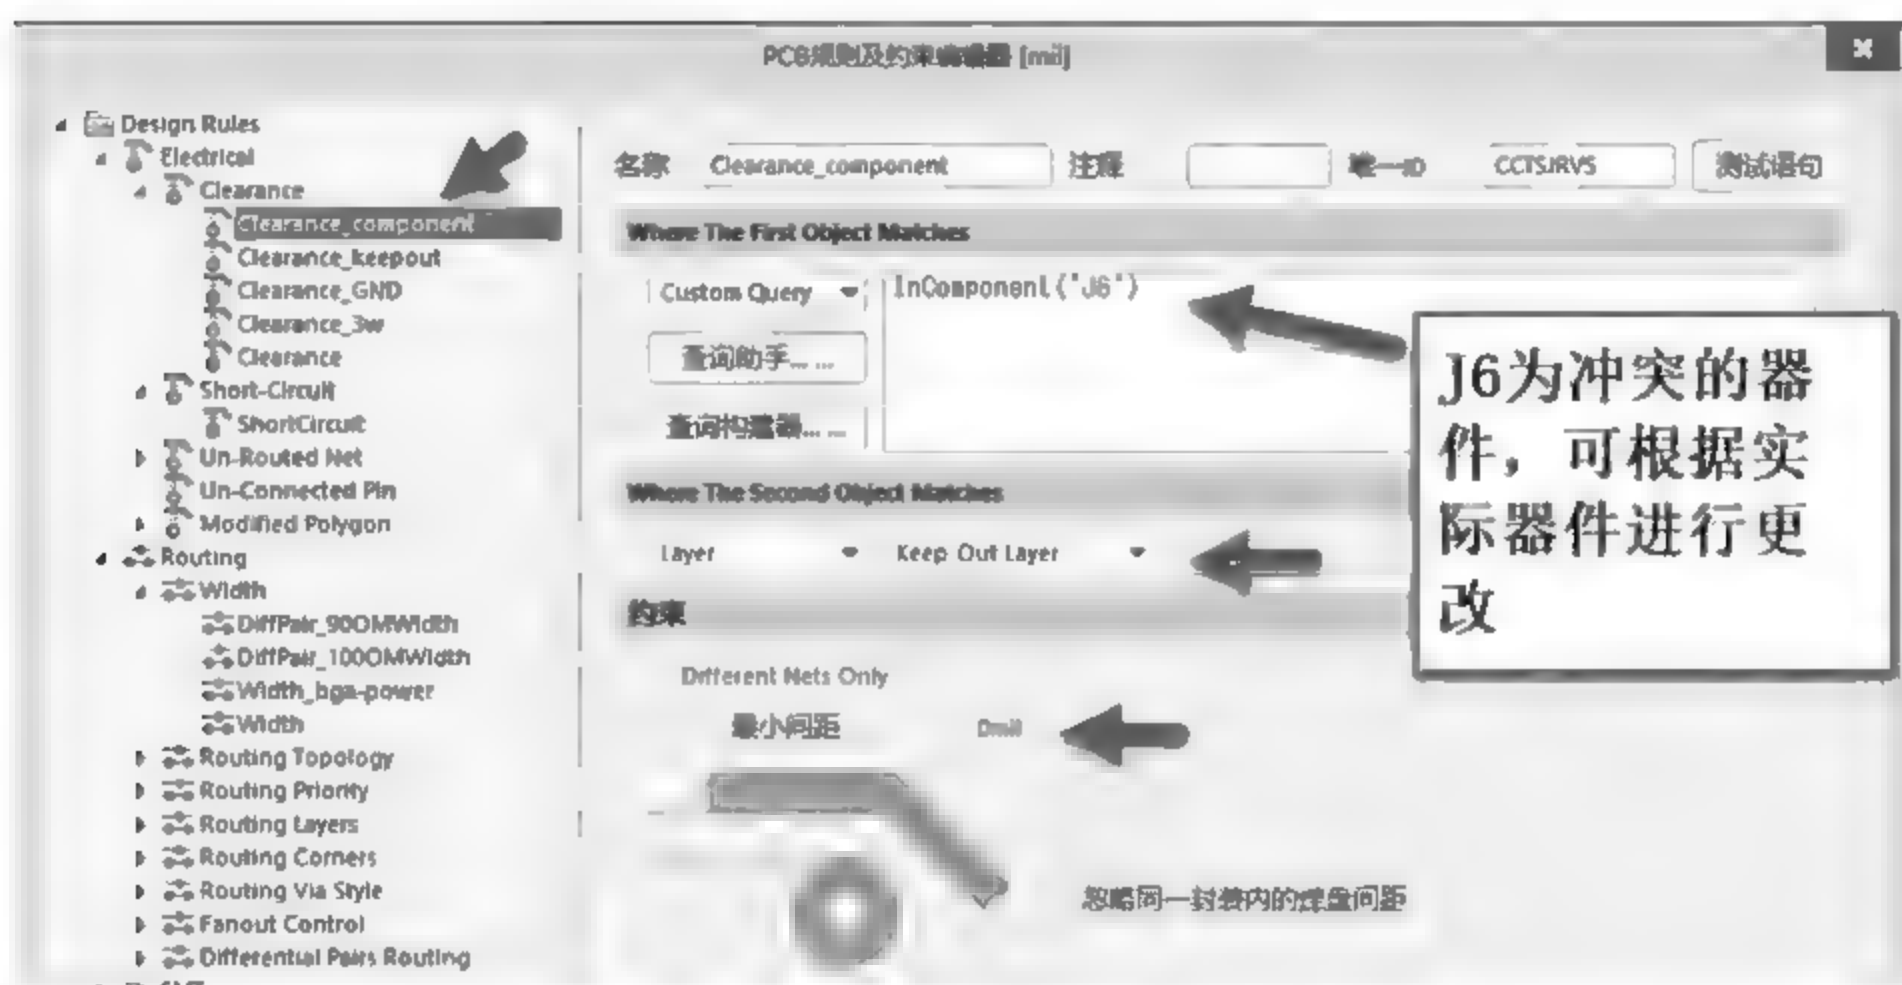 PCB规则及约束编辑器 [mil]
Design Rules
Electrical
Clearance
Clearance_component
Clearance_keepout
Clearance_GND
Clearance_3w
Clearance
Short-Circuit
ShortCircuit
Un-Routed Net
Un-Connected Pin
Modified Polygon
Routing
Width
DiffPair_90OMWidth
DiffPair_100OMWidth
Width_bga-power
Width
Routing Topology
Routing Priority
Routing Layers
Routing Corners
Routing Via Style
Fanout Control
Differential Pairs Routing
名称 Clearance_component 注释 唯一ID CCTSJRVS 测试语句
Where The First Object Matches
Custom Query InComponent('J6')
查询助手... ...
查询构建器... ...
Where The Second Object Matches
Layer Keep Out Layer
约束
Different Nets Only
最小间距 0mil
忽略同一封装内的焊盘间距
J6为冲突的器
件，可根据实
际器件进行更
改